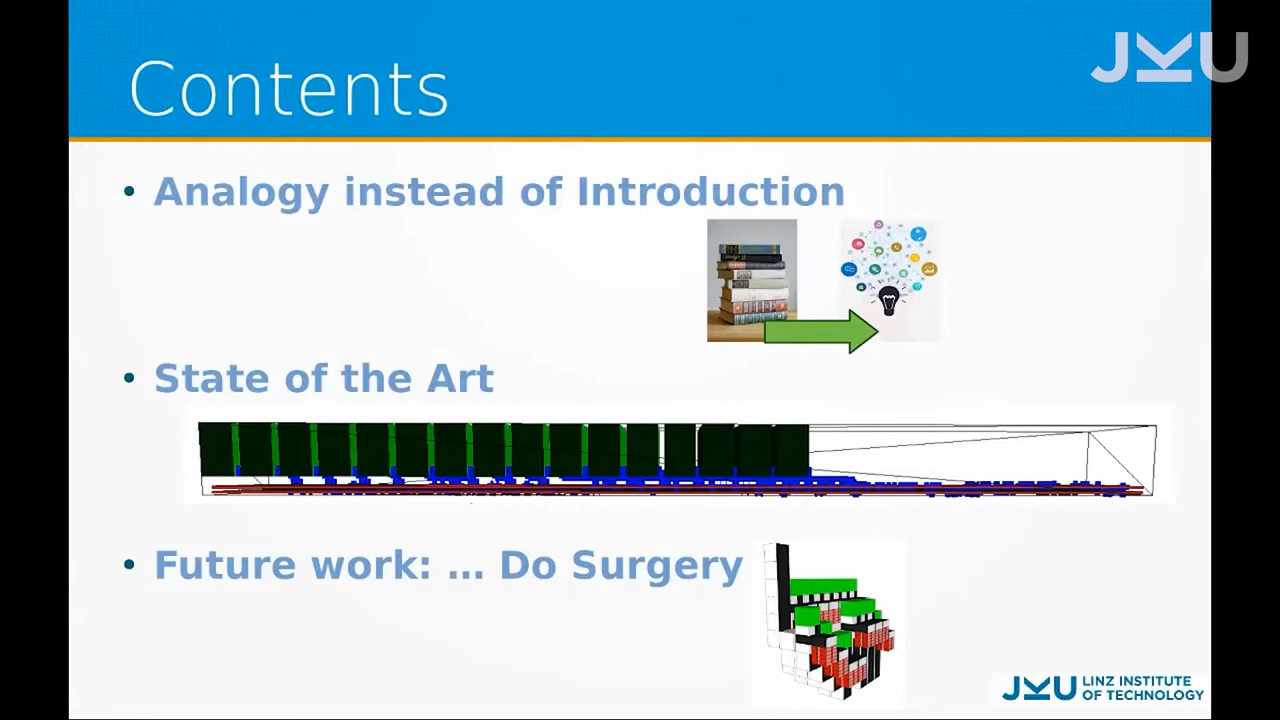 JKU
Contents
• Analogy instead of Introduction
• State of the Art
• Future work: ... Do Surgery
JKU LINZ INSTITUTE
OF TECHNOLOGY